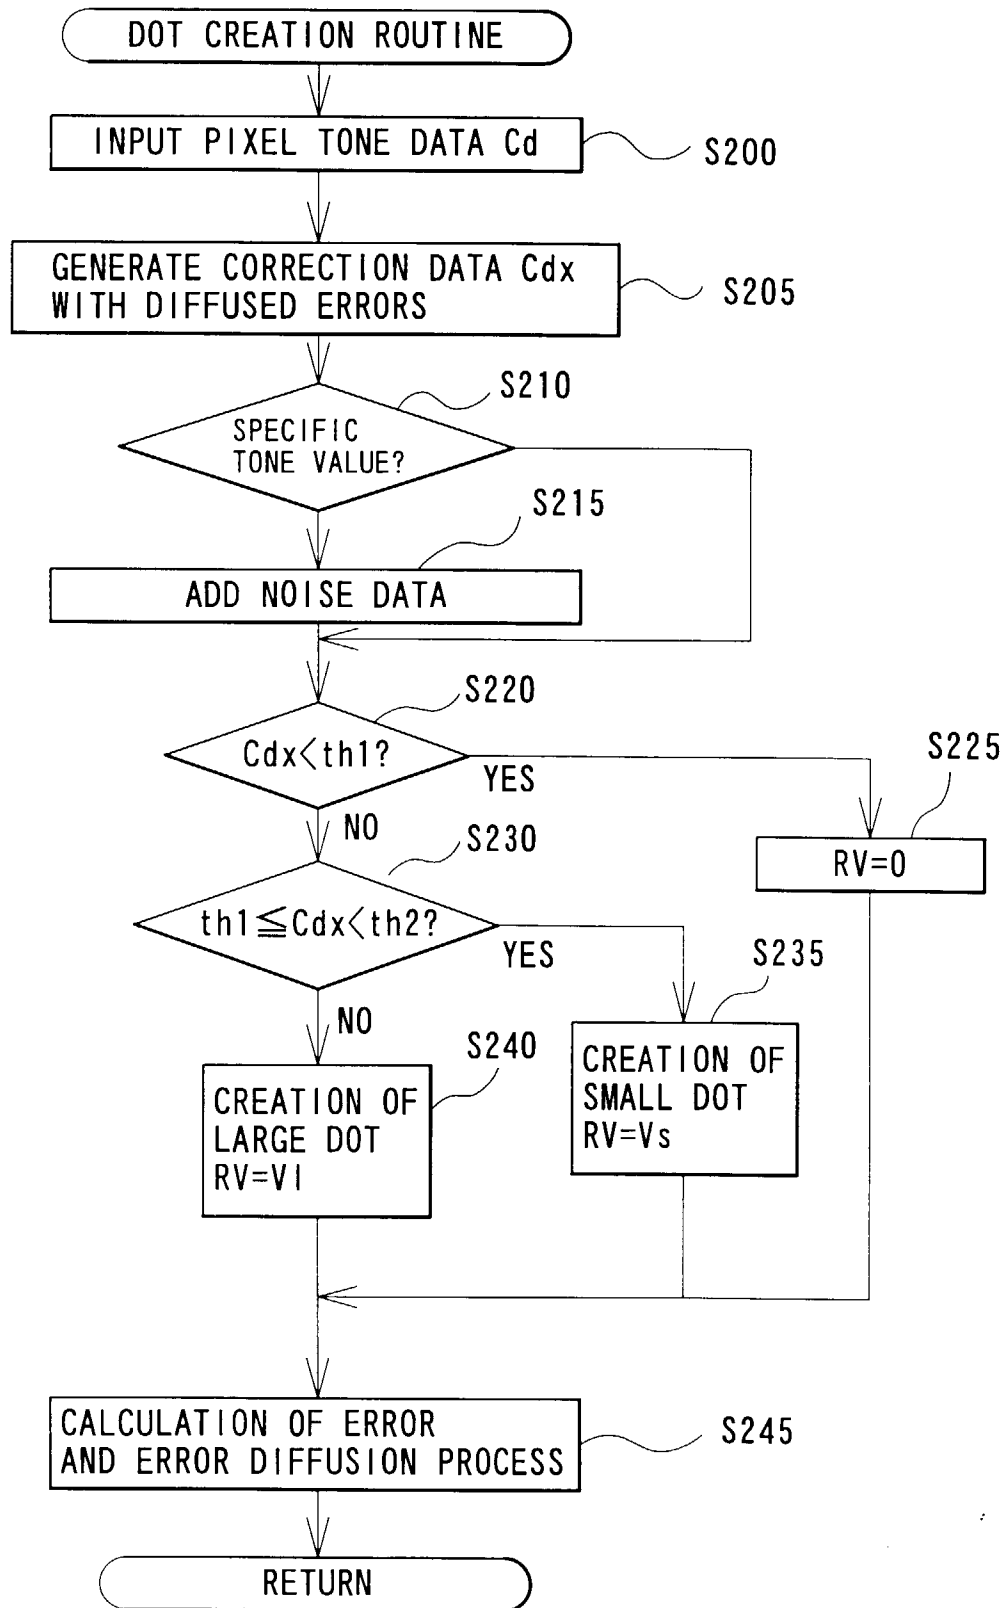 DOT CREATION ROUTINE
INPUT PIXEL TONE DATA Cd
S200
GENERATE CORRECTION DATA Cdx
WITH DIFFUSED ERRORS
S205
S210
SPECIFIC
TONE VALUE?
S215
ADD NOISE DATA
S220
Cdx<th1?
YES
S225
NO
RV=0
S230
th1≦Cdx<th2?
YES
S235
NO
S240
CREATION OF
SMALL DOT
RV=Vs
CREATION OF
LARGE DOT
RV=Vl
CALCULATION OF ERROR
AND ERROR DIFFUSION PROCESS
S245
RETURN